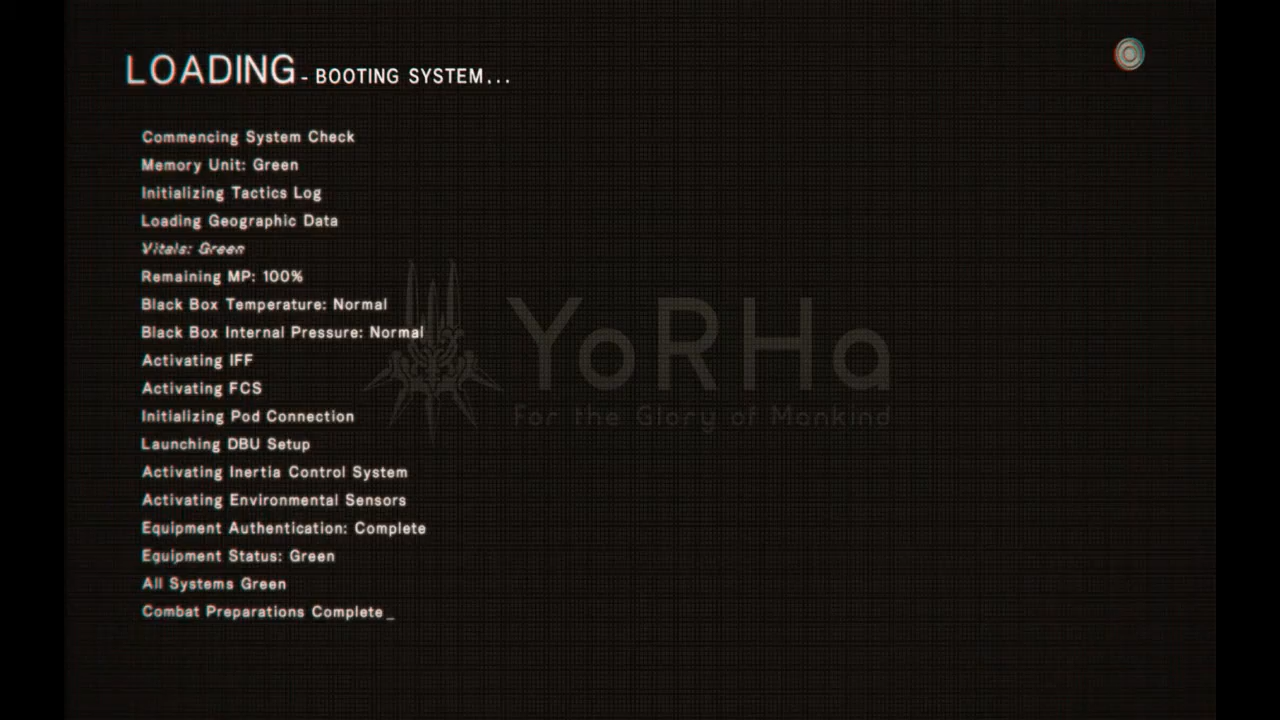 LOADING - BOOTING SYSTEM...
Commencing System Check
Memory Unit: Green
Initializing Tactics Log
Loading Geographic Data
Vitals: Green
Remaining MP: 100%
Black Box Temperature: Normal
Black Box Internal Pressure: Normal
Activating IFF
Activating FCS
Initializing Pod Connection
Launching DBU Setup
Activating Inertia Control System
Activating Environmental Sensors
Equipment Authentication: Complete
Equipment Status: Green
All Systems Green
Combat Preparations Complete_
YoRHa
For the Glory of Mankind